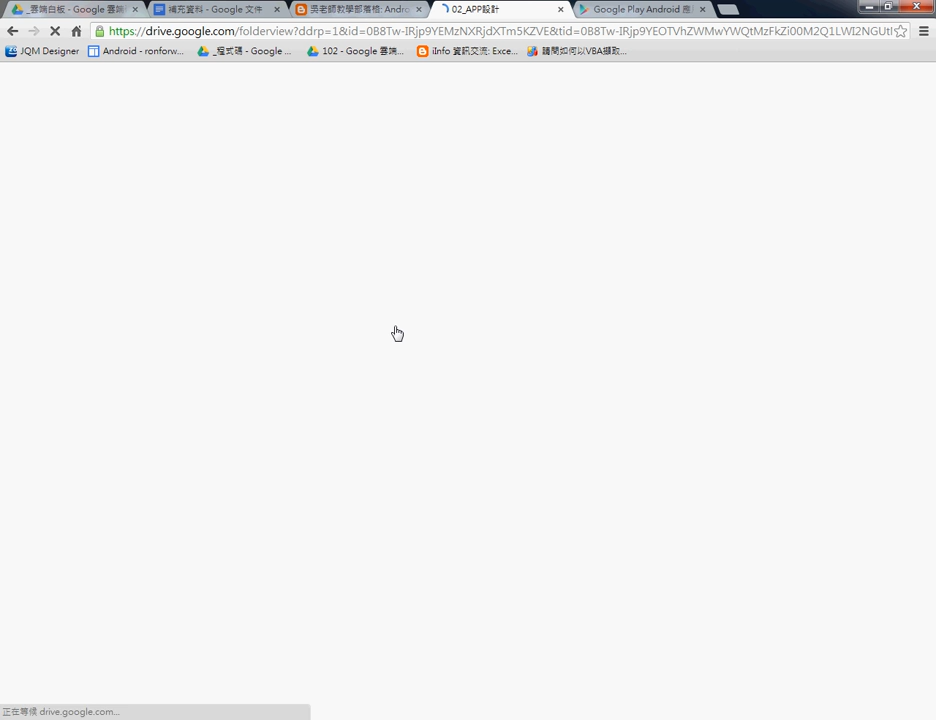 _雲端白板 - Google 雲端
補充資料 - Google 文件
吳老師教學部落格: Andro
02_APP設計
Google Play Android 應
https://drive.google.com/folderview?ddrp=1&id=0B8Tw-IRjp9YEMzNXRjdXTm5KZVE&tid=0B8Tw-IRjp9YEOTVhZWMwYWQtMzFkZi00M2Q1LWI2NGUtl
JQM Designer
Android - ronforw...
_程式碼 - Google ...
102 - Google 雲端...
iInfo 資訊交流: Exce...
請問如何以VBA擷取...
正在等候 drive.google.com...